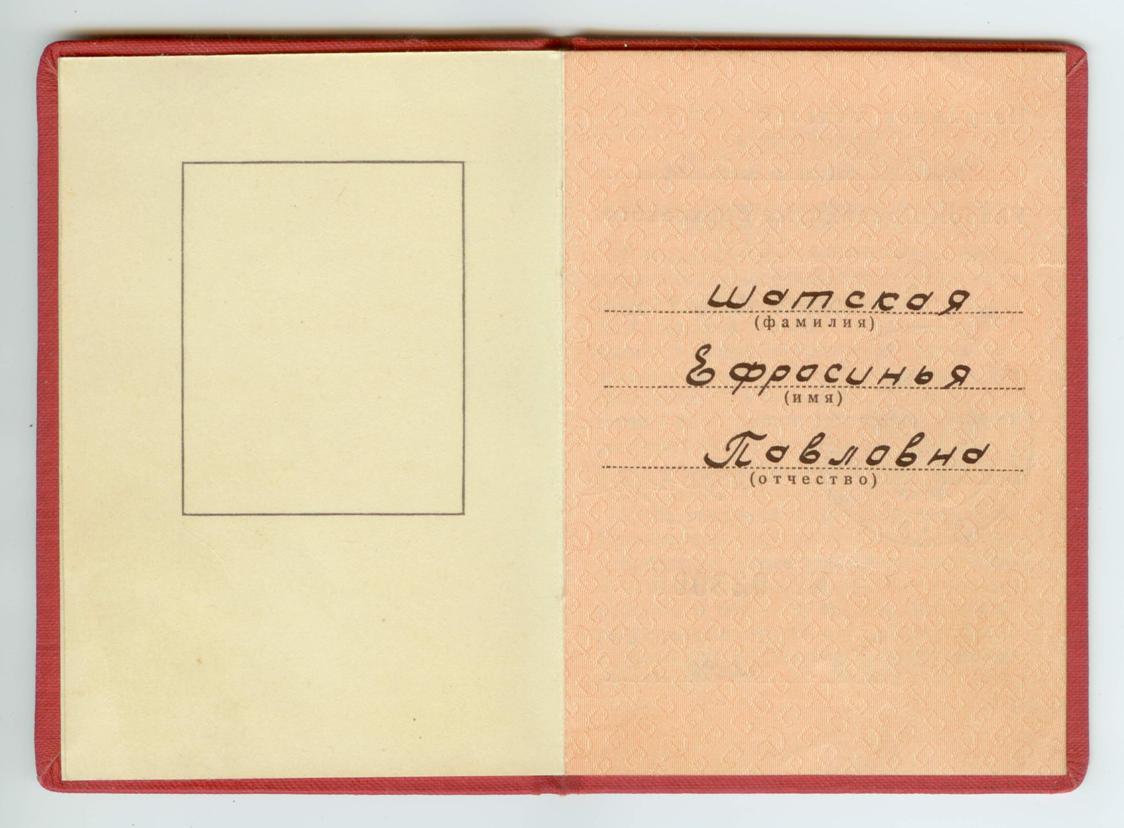 Шатская
(фамилия)
Ефросинья
(имя)
Павловна
(отчество)